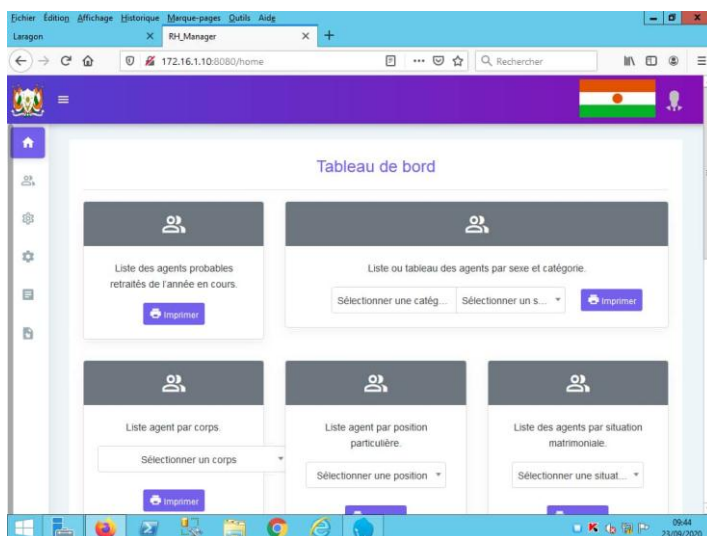 Fichier Édition Affichage Historique Marque-pages Outils Aide
Laragon
RH_Manager
172.16.1.10:8080/home
Rechercher
Tableau de bord
Liste des agents probables
retraités de l'année en cours.
Imprimer
Liste ou tableau des agents par sexe et catégorie.
Sélectionner une catég... Sélectionner un s...
Imprimer
Liste agent par corps.
Sélectionner un corps
Imprimer
Liste agent par position
particulière.
Sélectionner une position
Liste des agents par situation
matrimoniale.
Sélectionner une situat...
09:44
23/09/2020